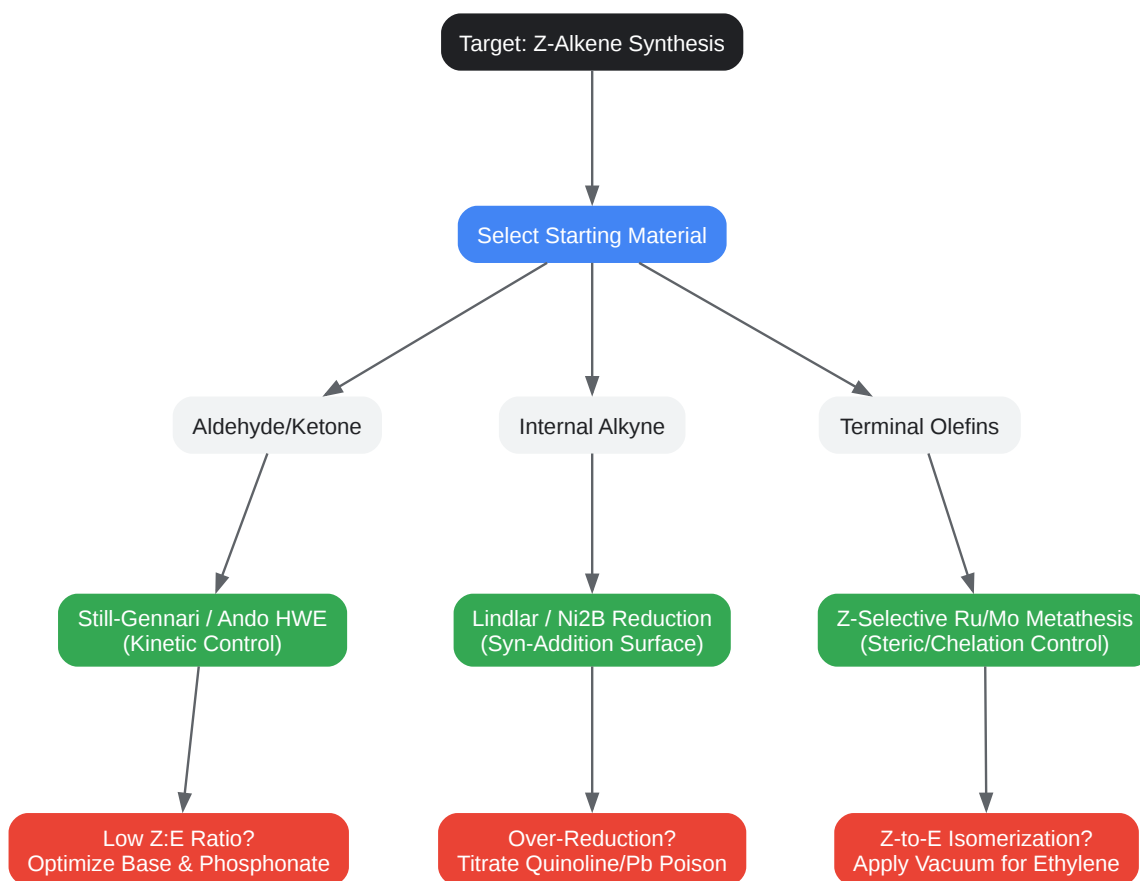 Target: Z-Alkene Synthesis
Select Starting Material
Aldehyde/Ketone
Internal Alkyne
Terminal Olefins
Still-Gennari / Ando HWE
(Kinetic Control)
Lindlar / Ni2B Reduction
(Syn-Addition Surface)
Z-Selective Ru/Mo Metathesis
(Steric/Chelation Control)
Low Z:E Ratio?
Optimize Base & Phosphonate
Over-Reduction?
Titrate Quinoline/Pb Poison
Z-to-E Isomerization?
Apply Vacuum for Ethylene